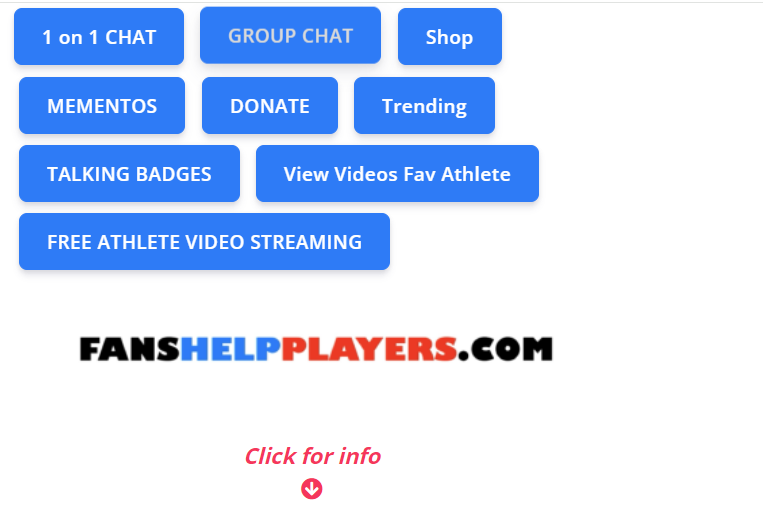 1 on 1 CHAT GROUP CHAT Shop
MEMENTOS DONATE Trending
TALKING BADGES View Videos Fav Athlete
FREE ATHLETE VIDEO STREAMING
FANSHELPPLAYERS.COM
Click for info